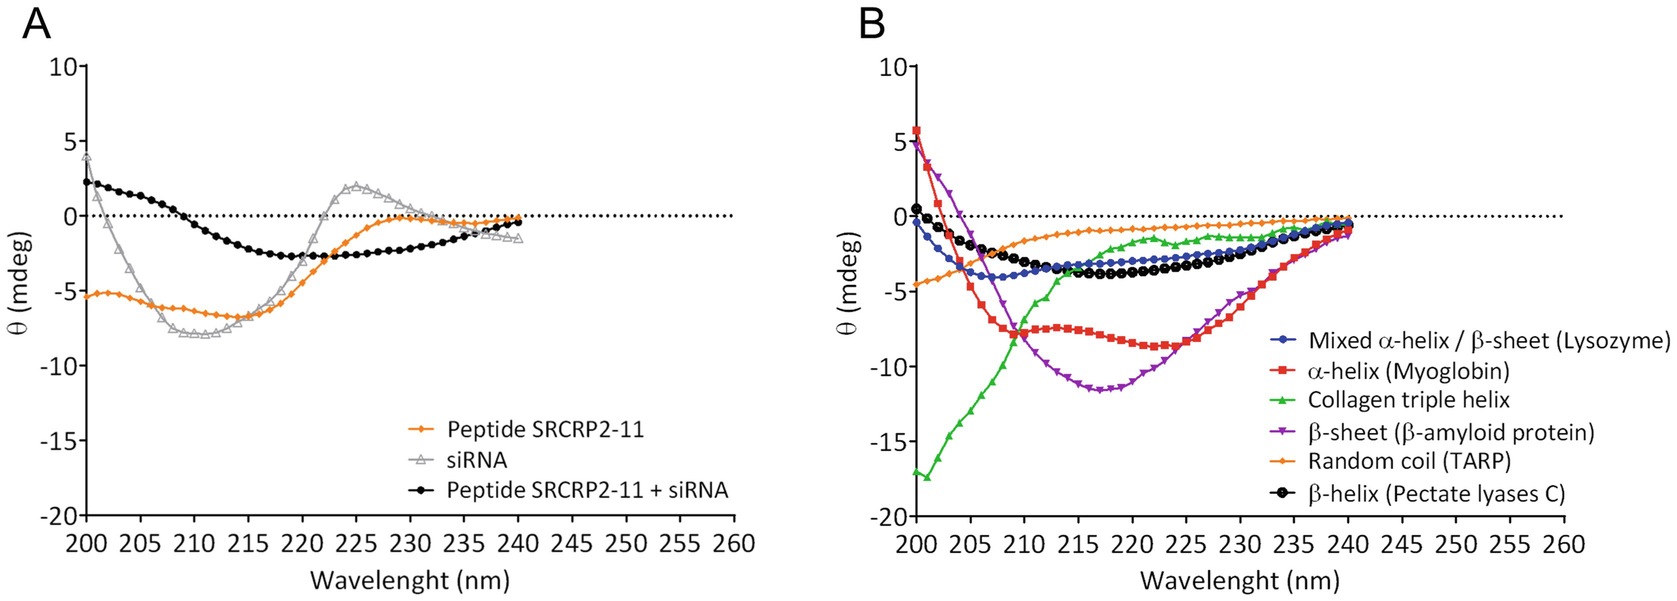 A
10
5
0
-5
-10
-15
-20
θ (mdeg)
Peptide SRCRP2-11
siRNA
Peptide SRCRP2-11 + siRNA
200 205 210 215 220 225 230 235 240 245 250 255 260
Wavelenght (nm)
B
10
5
0
-5
-10
-15
-20
θ (mdeg)
Mixed α-helix / β-sheet (Lysozyme)
α-helix (Myoglobin)
Collagen triple helix
β-sheet (β-amyloid protein)
Random coil (TARP)
β-helix (Pectate lyases C)
200 205 210 215 220 225 230 235 240 245 250 255 260
Wavelenght (nm)